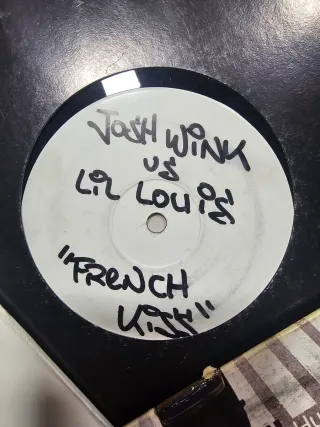 JOSH WINK
VS
LIL LOUIS
"FRENCH
KISS"